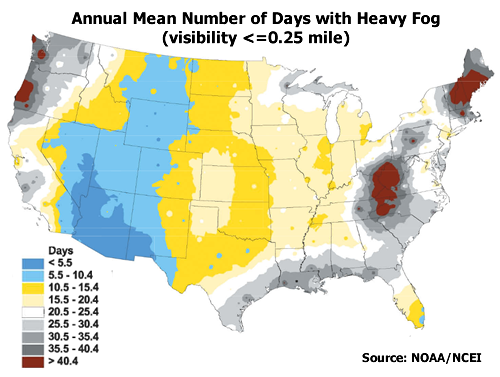 Annual Mean Number of Days with Heavy Fog
(visibility <=0.25 mile)
Days
< 5.5
5.5 - 10.4
10.5 - 15.4
15.5 - 20.4
20.5 - 25.4
25.5 - 30.4
30.5 - 35.4
35.5 - 40.4
> 40.4
Source: NOAA/NCEI